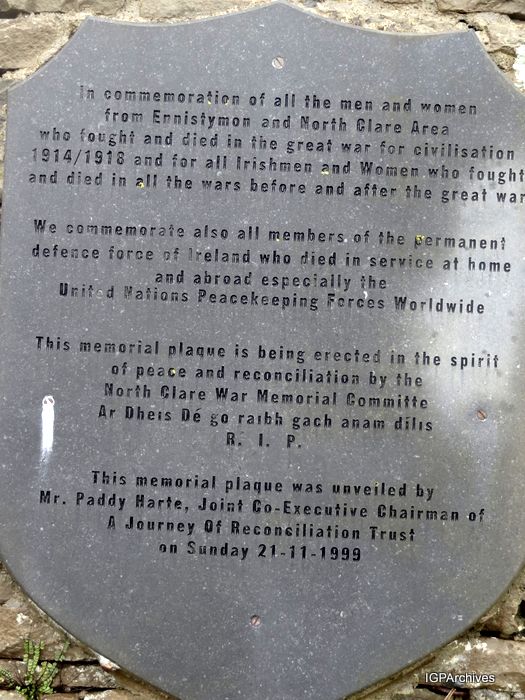 In commemoration of all the men and women
from Ennistymon and North Clare Area
who fought and died in the great war for civilisation
1914/1918 and for all Irishmen and Women who fought
and died in all the wars before and after the great war
We commemorate also all members of the permanent
defence force of Ireland who died in service at home
and abroad especially the
United Nations Peacekeeping Forces Worldwide
This memorial plaque is being erected in the spirit
of peace and reconciliation by the
North Clare War Memorial Committe
Ar Dheis Dé go raibh gach anam dilis
R. I. P.
This memorial plaque was unveiled by
Mr. Paddy Harte, Joint Co-Executive Chairman of
A Journey Of Reconciliation Trust
on Sunday 21-11-1999
IGPArchives